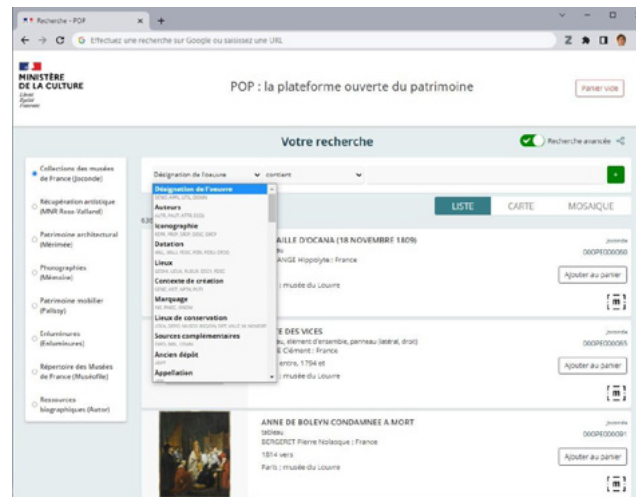 Recherche - POP
Effectuez une recherche sur Google ou saisissez une URL
MINISTÈRE
DE LA CULTURE
Liberté
Égalité
Fraternité
POP : la plateforme ouverte du patrimoine
Panier vide
Votre recherche
Recherche avancée
Collections des musées
de France (Joconde)
Récupération artistique
(MNR Rose-Valland)
Patrimoine architectural
(Mérimée)
Photographies
(Mémoire)
Patrimoine mobilier
(Palissy)
Enluminures
(Enluminures)
Répertoire des Musées
de France (Muséofile)
Ressources
biographiques (Autor)
Désignation de l'oeuvre
contient
+
Désignation de l'oeuvre
Auteurs
Iconographie
Datation
Lieux
Contexte de création
Marquage
Lieux de conservation
Sources complémentaires
Ancien dépôt
Appellation
LISTE
CARTE
MOSAIQUE
AILLE D'OCANA (18 NOVEMBRE 1809)
ANGE Hippolyte ; France
: musée du Louvre
Joconde
000PE000060
Ajouter au panier
m
E DES VICES
u, élément d'ensemble, panneau (latéral, droit)
E Clément ; France
entre, 1794 et
: musée du Louvre
Joconde
000PE000065
Ajouter au panier
m
ANNE DE BOLEYN CONDAMNEE A MORT
tableau
BERGERET Pierre Nolasque ; France
1814 vers
Paris ; musée du Louvre
Joconde
000PE000091
Ajouter au panier
m